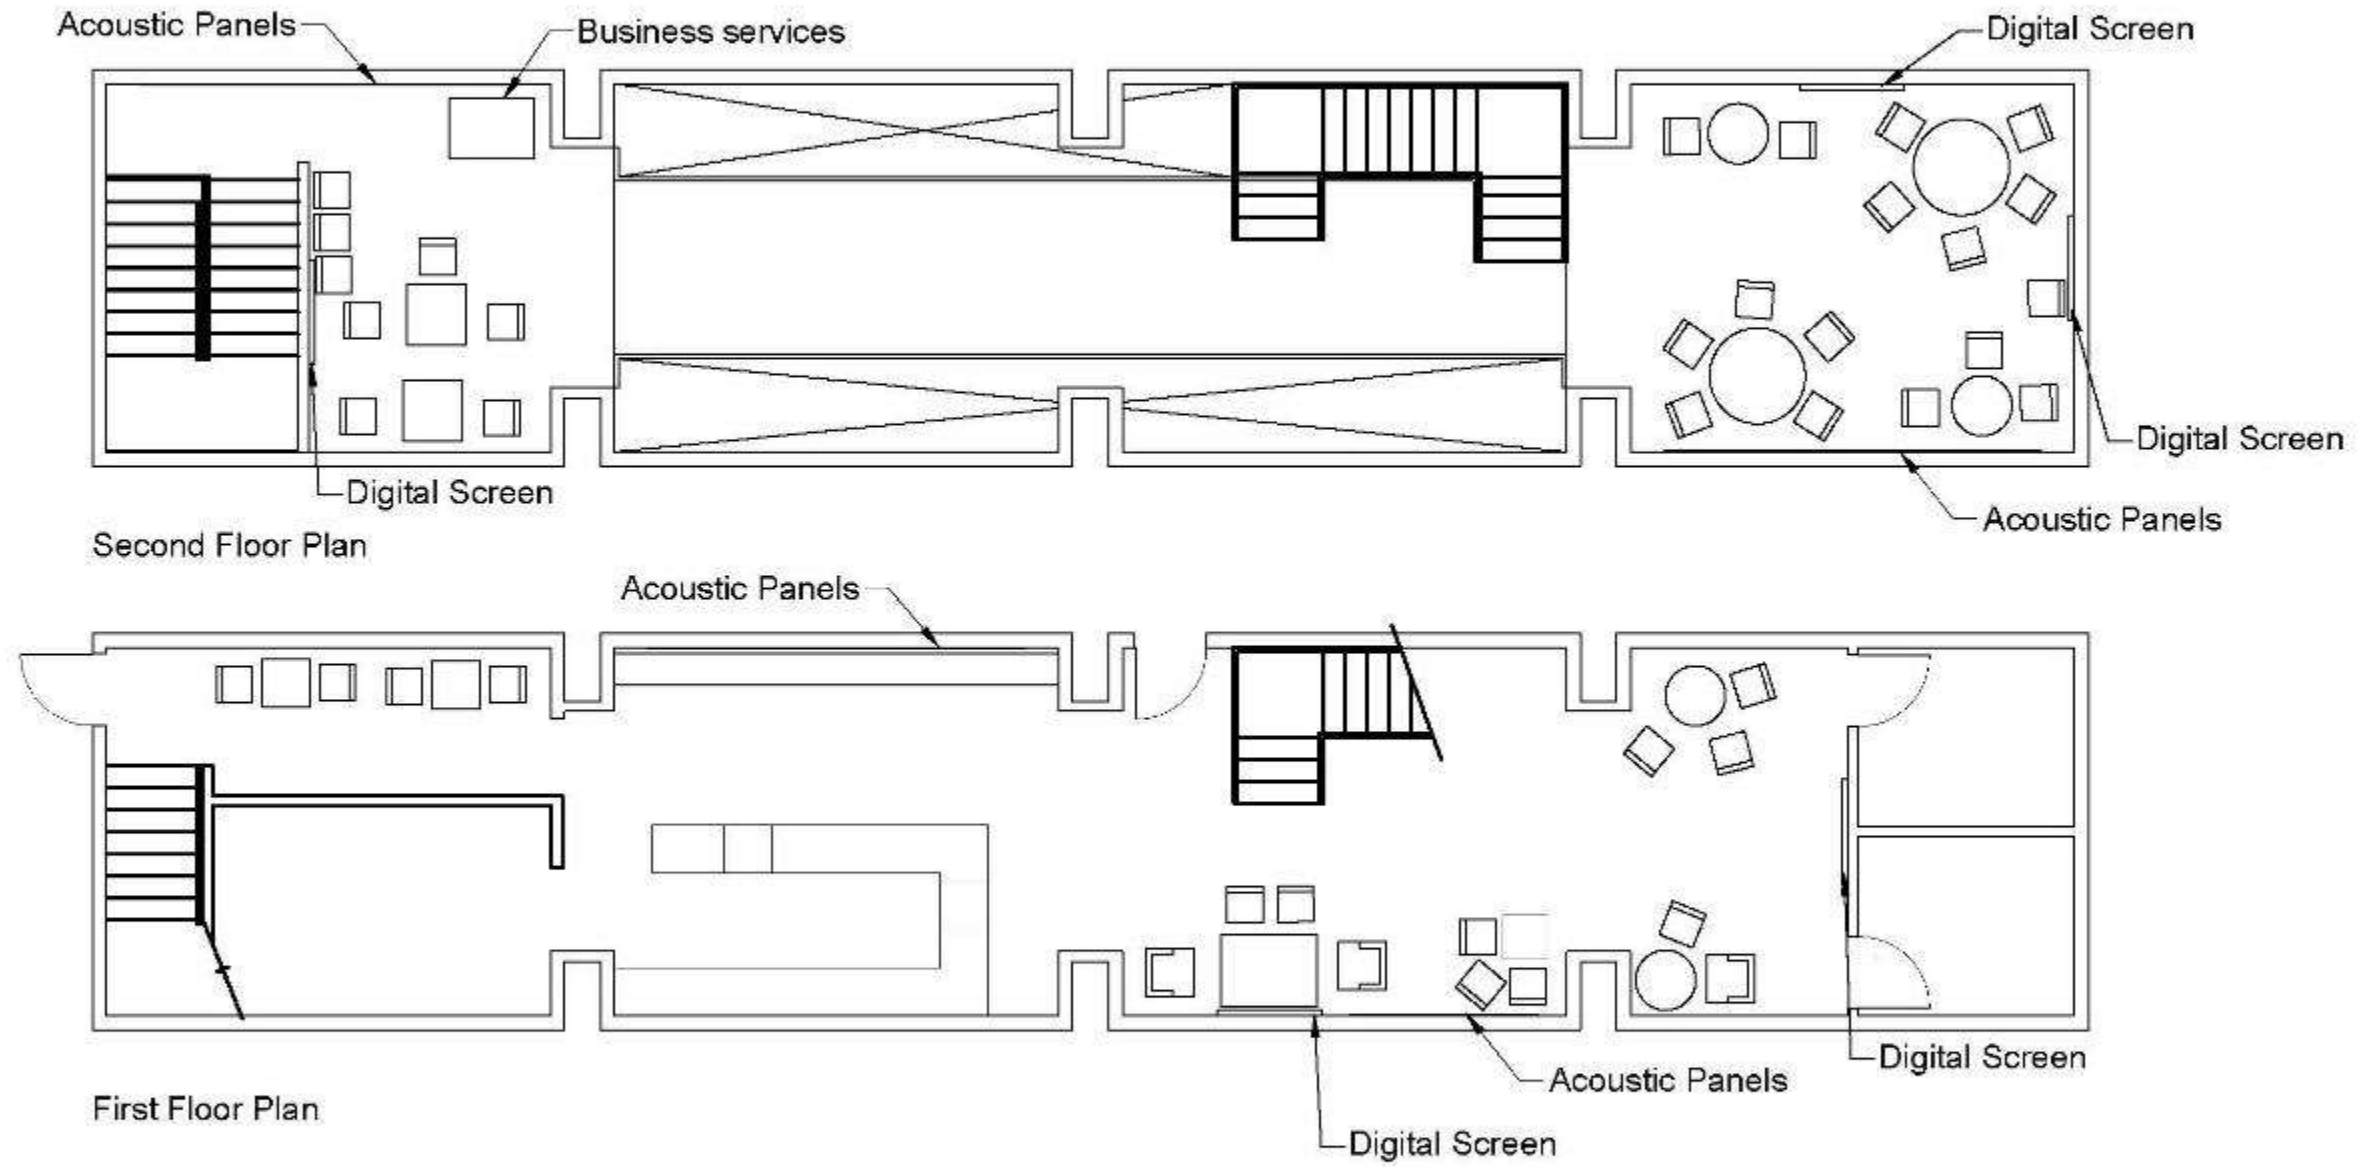 Acoustic Panels
Business services
Digital Screen
Digital Screen
Digital Screen
Acoustic Panels
Second Floor Plan
Acoustic Panels
Digital Screen
Acoustic Panels
First Floor Plan
Digital Screen